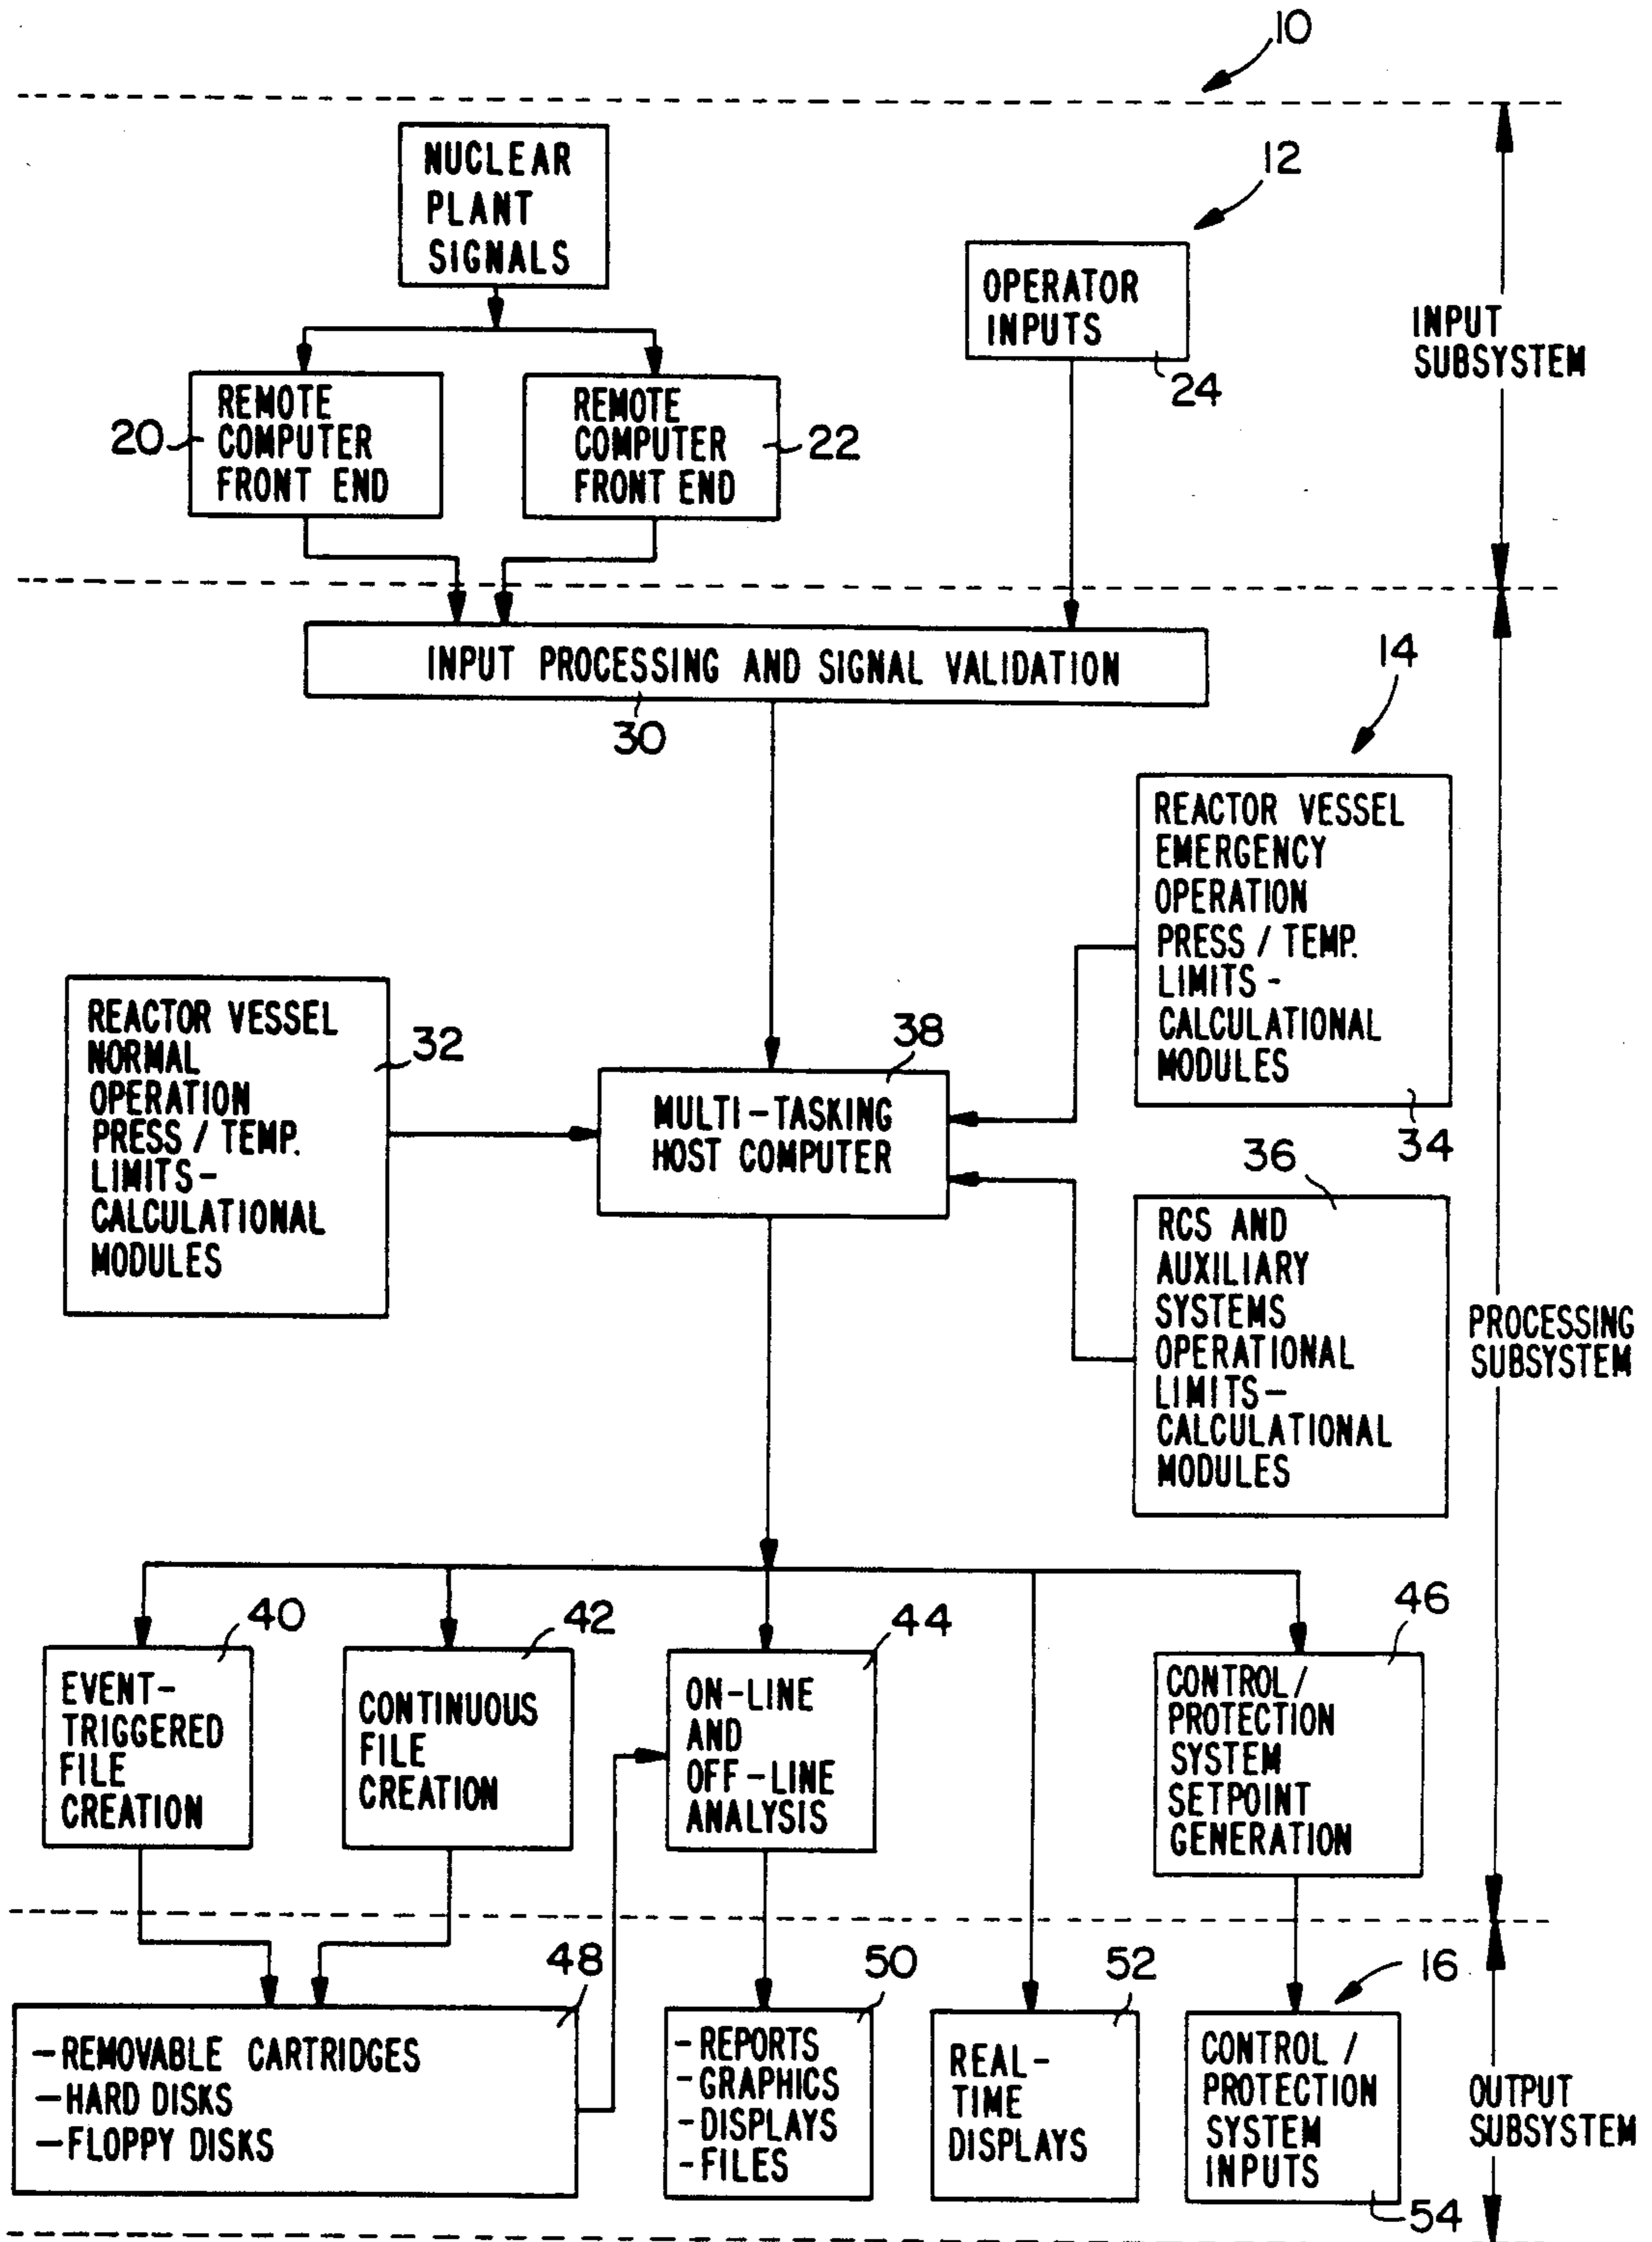 10
NUCLEAR
PLANT
SIGNALS
12
OPERATOR
INPUTS
24
INPUT
SUBSYSTEM
REMOTE
COMPUTER
FRONT END
20
REMOTE
COMPUTER
FRONT END
22
INPUT PROCESSING AND SIGNAL VALIDATION
30
14
REACTOR VESSEL
EMERGENCY
OPERATION
PRESS / TEMP.
LIMITS -
CALCULATIONAL
MODULES
34
REACTOR VESSEL
NORMAL
OPERATION
PRESS / TEMP.
LIMITS -
CALCULATIONAL
MODULES
32
38
MULTI - TASKING
HOST COMPUTER
36
RCS AND
AUXILIARY
SYSTEMS
OPERATIONAL
LIMITS -
CALCULATIONAL
MODULES
PROCESSING
SUBSYSTEM
40
EVENT-
TRIGGERED
FILE
CREATION
42
CONTINUOUS
FILE
CREATION
44
ON-LINE
AND
OFF-LINE
ANALYSIS
46
CONTROL /
PROTECTION
SYSTEM
SETPOINT
GENERATION
48
- REMOVABLE CARTRIDGES
- HARD DISKS
- FLOPPY DISKS
50
- REPORTS
- GRAPHICS
- DISPLAYS
- FILES
52
REAL-
TIME
DISPLAYS
16
CONTROL /
PROTECTION
SYSTEM
INPUTS
54
OUTPUT
SUBSYSTEM